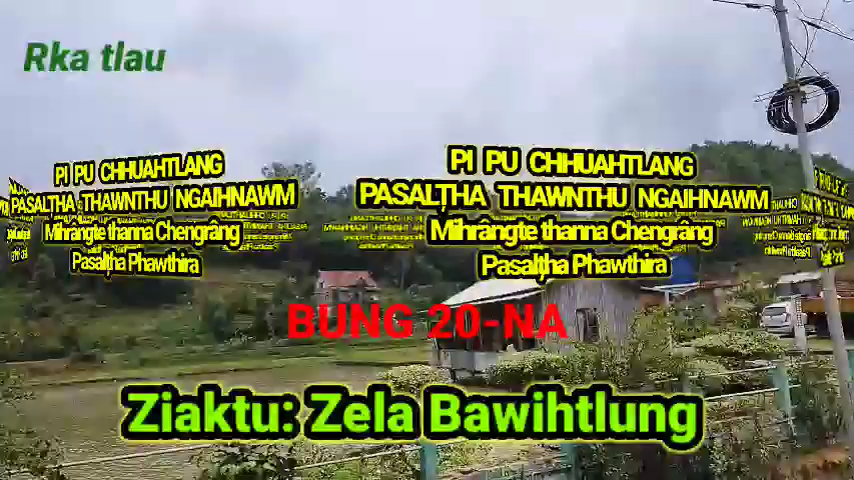 Rka tlau
PI PU CHHUAHTLANG
PASALṬHA THAWNTHU NGAIHNAWM
Mihrângte thanna Chengrâng
Pasalṭha Phawthira
PI PU CHHUAHTLANG
PASALṬHA THAWNTHU NGAIHNAWM
Mihrângte thanna Chengrâng
Pasalṭha Phawthira
BUNG 20-NA
Ziaktu: Zela Bawihtlung